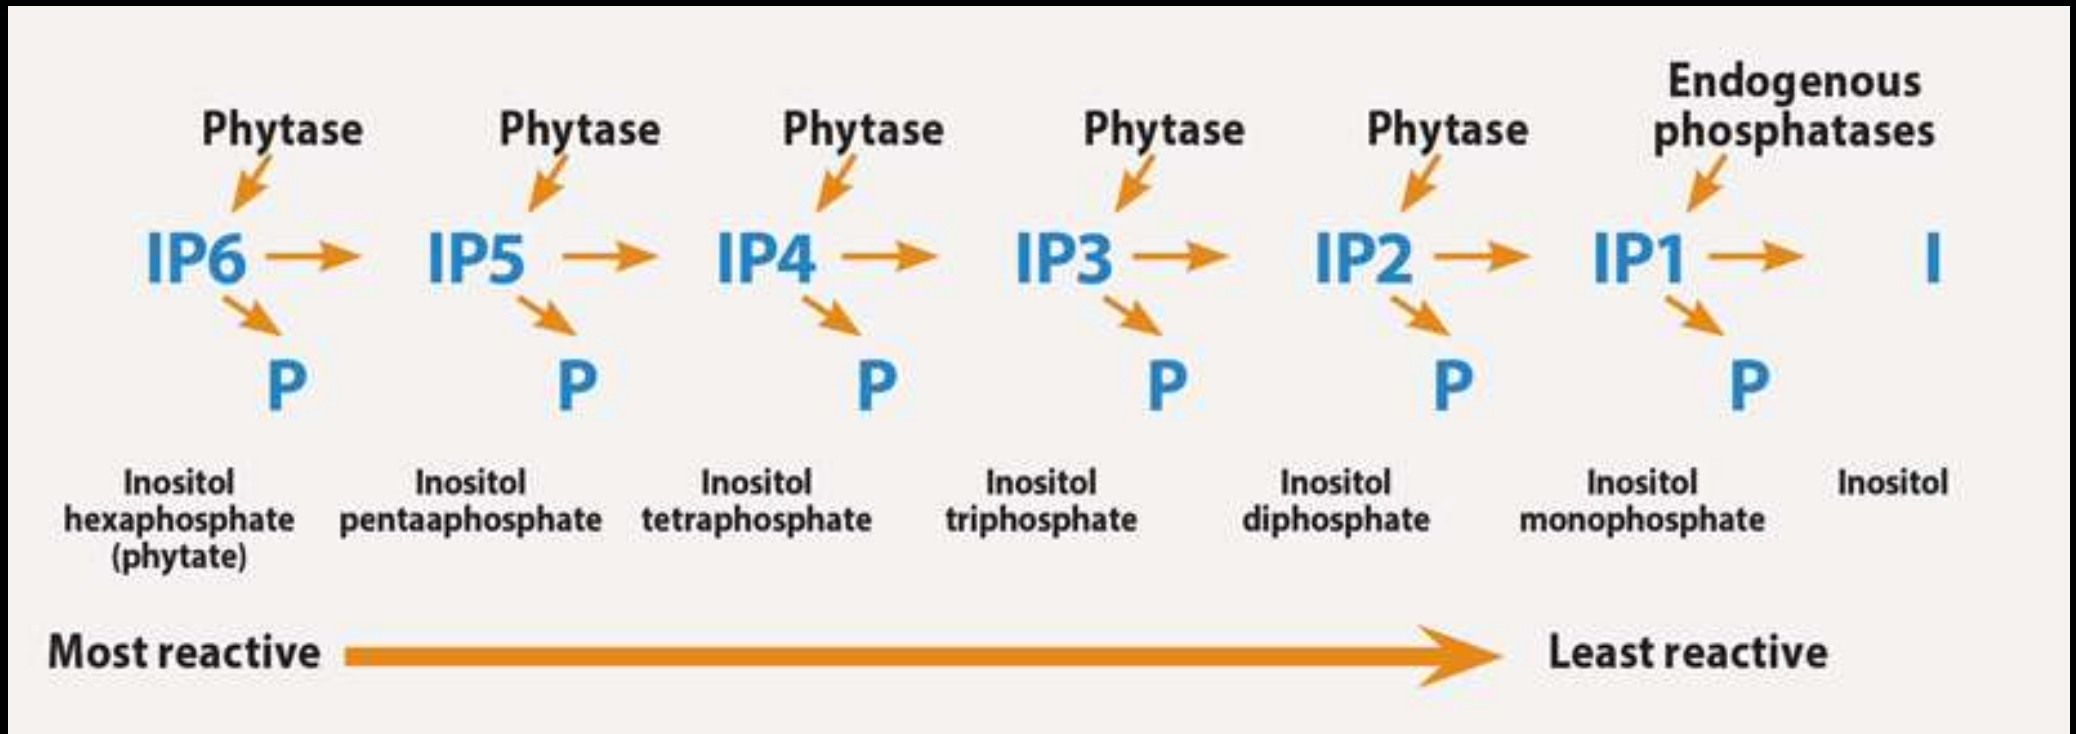 Phytase Phytase Phytase Phytase Phytase Endogenous
phosphatases
IP6 IP5 IP4 IP3 IP2 IP1 I
P P P P P P
Inositol
hexaphosphate
(phytate)
Inositol
pentaaphosphate
Inositol
tetraphosphate
Inositol
triphosphate
Inositol
diphosphate
Inositol
monophosphate
Inositol
Most reactive Least reactive